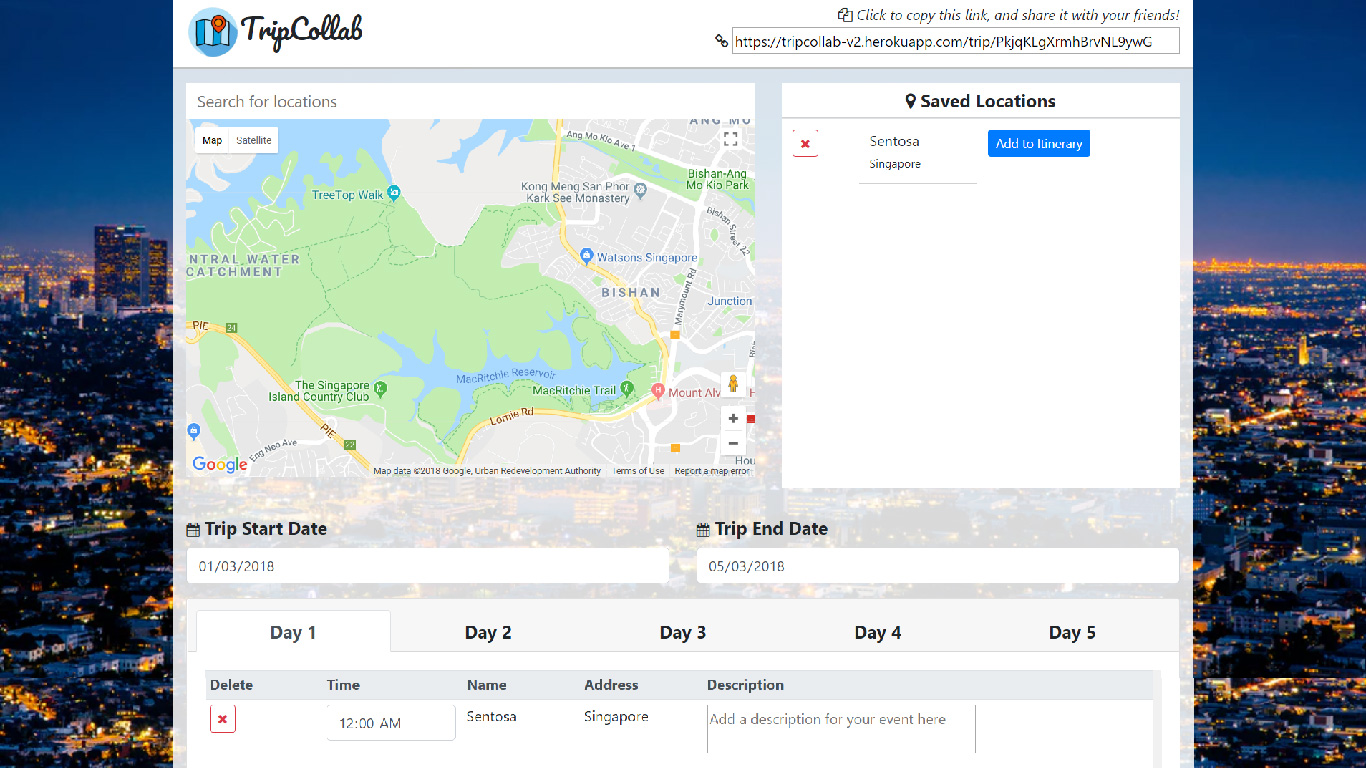 TripCollab
Click to copy this link, and share it with your friends!
https://tripcollab-v2.herokuapp.com/trip/PkjqKLgXrmhBrvNL9ywG
Search for locations
Map
Satellite
ANG MO
Ang Mo Kio Ave 1
Bishan-Ang
Mo Kio Park
TreeTop Walk
Kong Meng San Phor
Kark See Monastery
Bishan Street 22
NTRAL WATER
CATCHMENT
Watsons Singapore
BISHAN
Marymount Rd
Junction
PIE
24
The Singapore
Island Country Club
MacRitchie Reservoir
MacRitchie Trail
Mount Alv
H
Lornie Rd
PIE
22
Eng Neo Ave
Hou
Google
Map data ©2018 Google, Urban Redevelopment Authority
Terms of Use
Report a map error
Saved Locations
Sentosa
Singapore
Add to Itinerary
Trip Start Date
Trip End Date
01/03/2018
05/03/2018
Day 1
Day 2
Day 3
Day 4
Day 5
Delete
Time
Name
Address
Description
12:00 AM
Sentosa
Singapore
Add a description for your event here